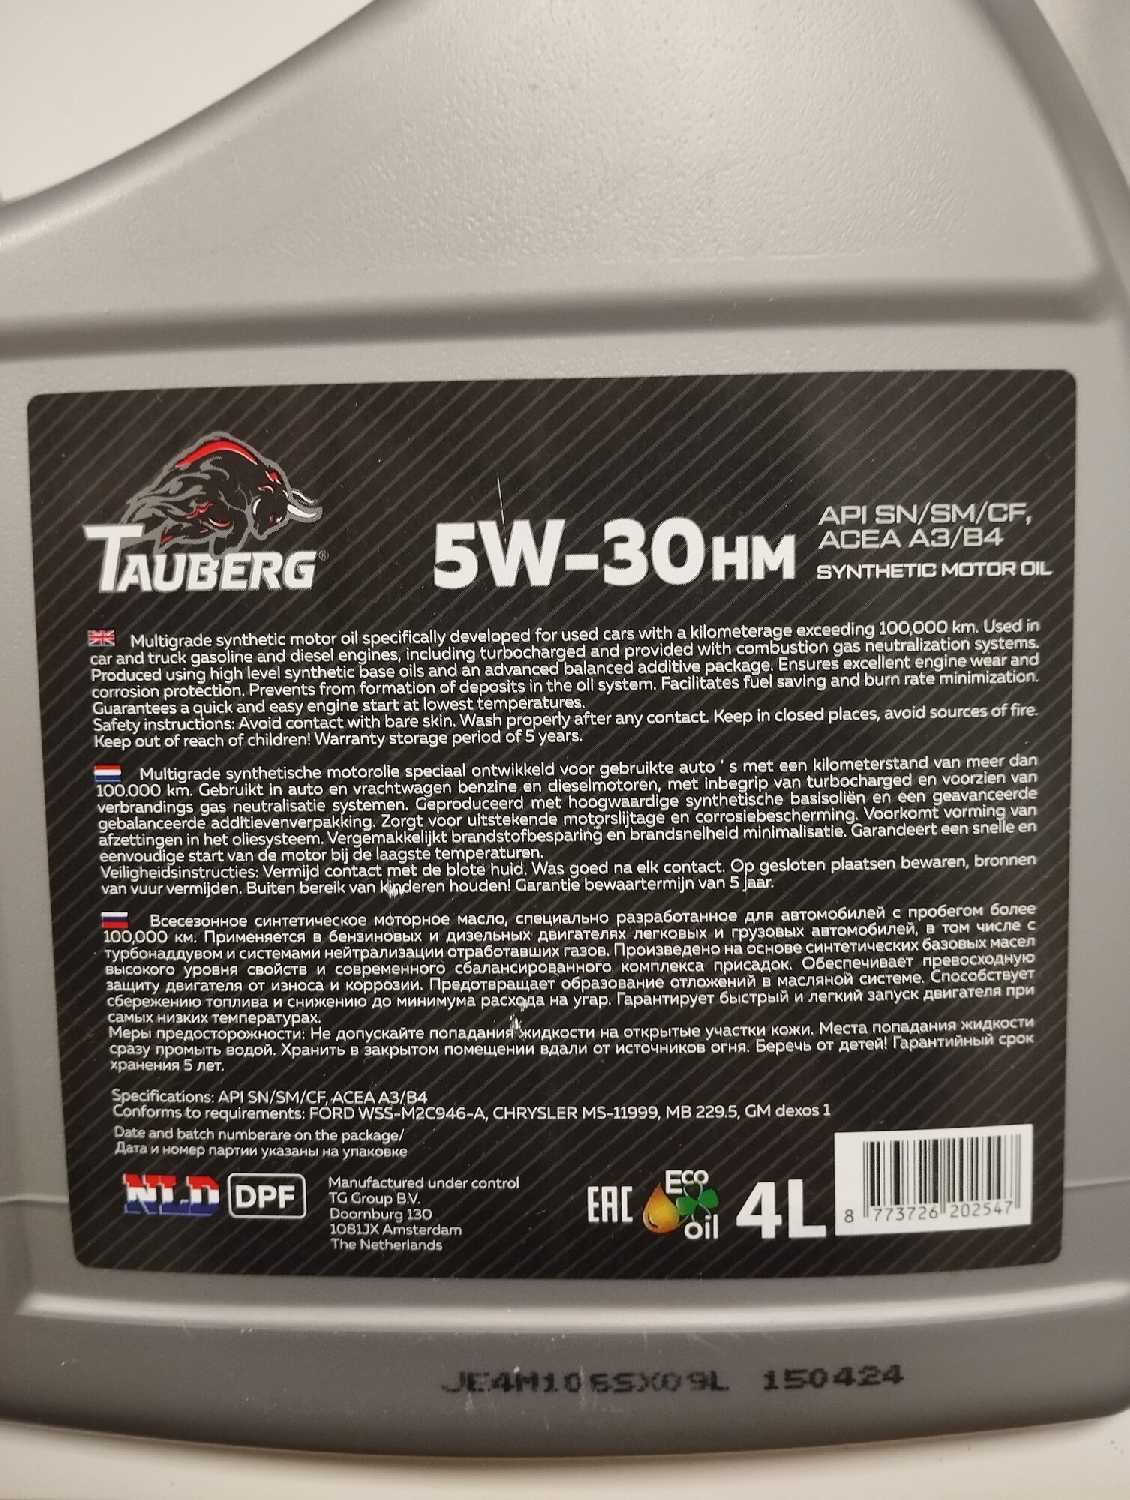 TAUBERG®
5W-30 HM
API SN/SM/CF,
ACEA A3/B4
SYNTHETIC MOTOR OIL
Multigrade synthetic motor oil specifically developed for used cars with a kilometerage exceeding 100,000 km. Used in
car and truck gasoline and diesel engines, including turbocharged and provided with combustion gas neutralization systems.
Produced using high level synthetic base oils and an advanced balanced additive package. Ensures excellent engine wear and
corrosion protection. Prevents from formation of deposits in the oil system. Facilitates fuel saving and burn rate minimization.
Guarantees a quick and easy engine start at lowest temperatures.
Safety instructions: Avoid contact with bare skin. Wash properly after any contact. Keep in closed places, avoid sources of fire.
Keep out of reach of children! Warranty storage period of 5 years.
Multigrade synthetische motorolie speciaal ontwikkeld voor gebruikte auto ' s met een kilometerstand van meer dan
100.000 km. Gebruikt in auto en vrachtwagen benzine en dieselmotoren, met inbegrip van turbocharged en voorzien van
verbrandings gas neutralisatie systemen. Geproduceerd met hoogwaardige synthetische basisoliën en een geavanceerde
gebalanceerde additievenverpakking. Zorgt voor uitstekende motorslijtage en corrosiebescherming. Voorkomt vorming van
afzettingen in het oliesysteem. Vergemakkelijkt brandstofbesparing en brandsnelheid minimalisatie. Garandeert een snelle en
eenvoudige start van de motor bij de laagste temperaturen.
Veiligheidsinstructies: Vermijd contact met de blote huid. Was goed na elk contact. Op gesloten plaatsen bewaren, bronnen
van vuur vermijden. Buiten bereik van kinderen houden! Garantie bewaartermijn van 5 jaar.
Всесезонное синтетическое моторное масло, специально разработанное для автомобилей с пробегом более
100,000 км. Применяется в бензиновых и дизельных двигателях легковых и грузовых автомобилей, в том числе с
турбонаддувом и системами нейтрализации отработавших газов. Произведено на основе синтетических базовых масел
высокого уровня свойств и современного сбалансированного комплекса присадок. Обеспечивает превосходную
защиту двигателя от износа и коррозии. Предотвращает образование отложений в масляной системе. Способствует
сбережению топлива и снижению до минимума расхода на угар. Гарантирует быстрый и легкий запуск двигателя при
самых низких температурах.
Меры предосторожности: Не допускайте попадания жидкости на открытые участки кожи. Места попадания жидкости
сразу промыть водой. Хранить в закрытом помещении вдали от источников огня. Беречь от детей! Гарантийный срок
хранения 5 лет.
Specifications: API SN/SM/CF, ACEA A3/B4
Conforms to requirements: FORD WSS-M2C946-A, CHRYSLER MS-11999, MB 229.5, GM dexos 1
Date and batch numberare on the package/
Дата и номер партии указаны на упаковке
NLD DPF
Manufactured under control
TG Group B.V.
Doornburg 130
1081JX Amsterdam
The Netherlands
EAC
ECO
oil
4L
8 773726 202547
JE4M106SX09L 150424